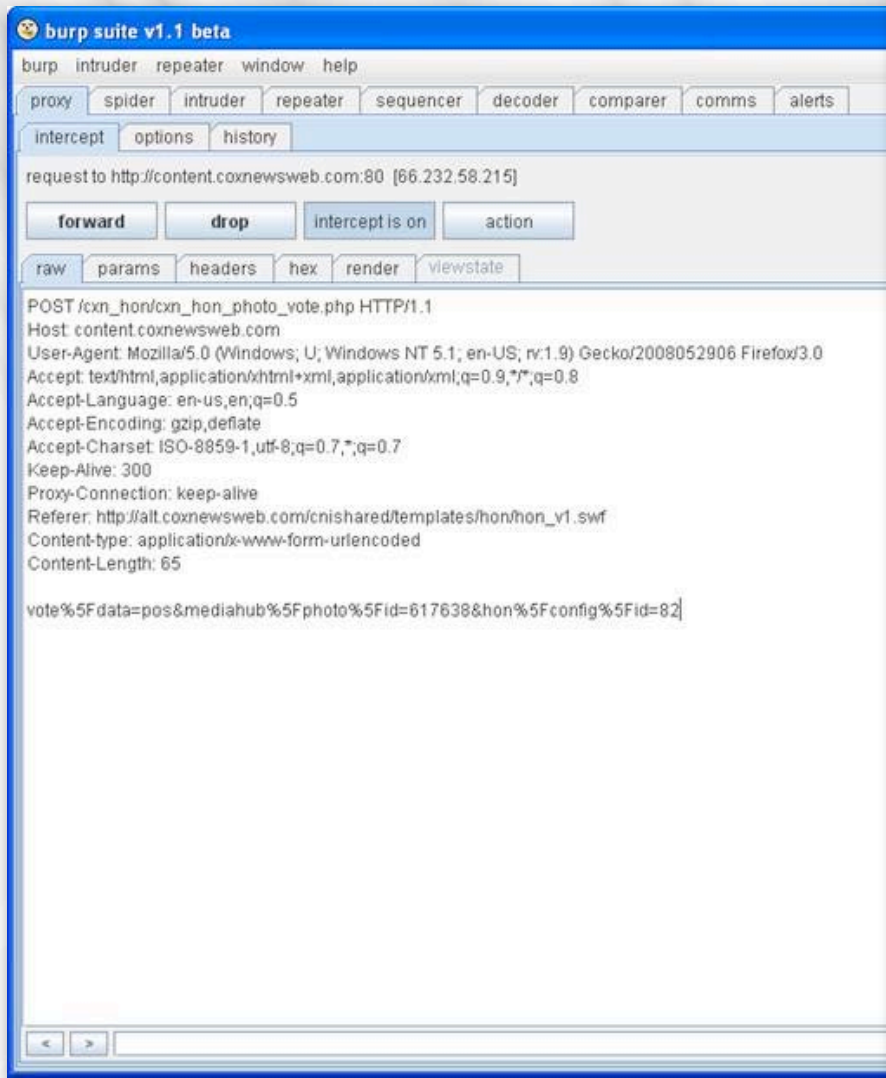 burp suite v1.1 beta
burp intruder repeater window help
proxy spider intruder repeater sequencer decoder comparer comms alerts
intercept options history
request to http://content.coxnewsweb.com:80 [66.232.58.215]
forward drop intercept is on action
raw params headers hex render viewstate
POST /cxn_hon/cxn_hon_photo_vote.php HTTP/1.1
Host: content.coxnewsweb.com
User-Agent: Mozilla/5.0 (Windows; U; Windows NT 5.1; en-US; rv:1.9) Gecko/2008052906 Firefox/3.0
Accept: text/html,application/xhtml+xml,application/xml;q=0.9,*/*;q=0.8
Accept-Language: en-us,en;q=0.5
Accept-Encoding: gzip,deflate
Accept-Charset: ISO-8859-1,utf-8;q=0.7,*;q=0.7
Keep-Alive: 300
Proxy-Connection: keep-alive
Referer: http://alt.coxnewsweb.com/cnishared/templates/hon/hon_v1.swf
Content-type: application/x-www-form-urlencoded
Content-Length: 65
vote%5Fdata=pos&mediahub%5Fphoto%5Fid=617638&hon%5Fconfig%5Fid=82
< >